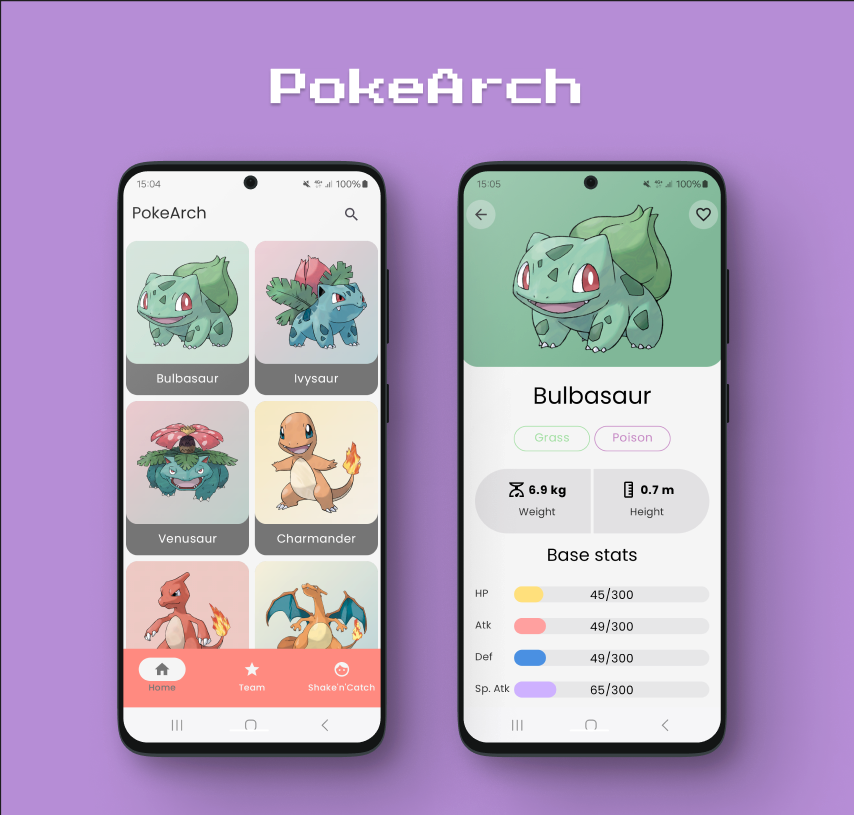 PokeArch
15:04
100%
PokeArch
Bulbasaur
Ivysaur
Venusaur
Charmander
Home
Team
Shake'n'Catch
15:05
100%
Bulbasaur
Grass
Poison
6.9 kg
Weight
0.7 m
Height
Base stats
HP
45/300
Atk
49/300
Def
49/300
Sp. Atk
65/300